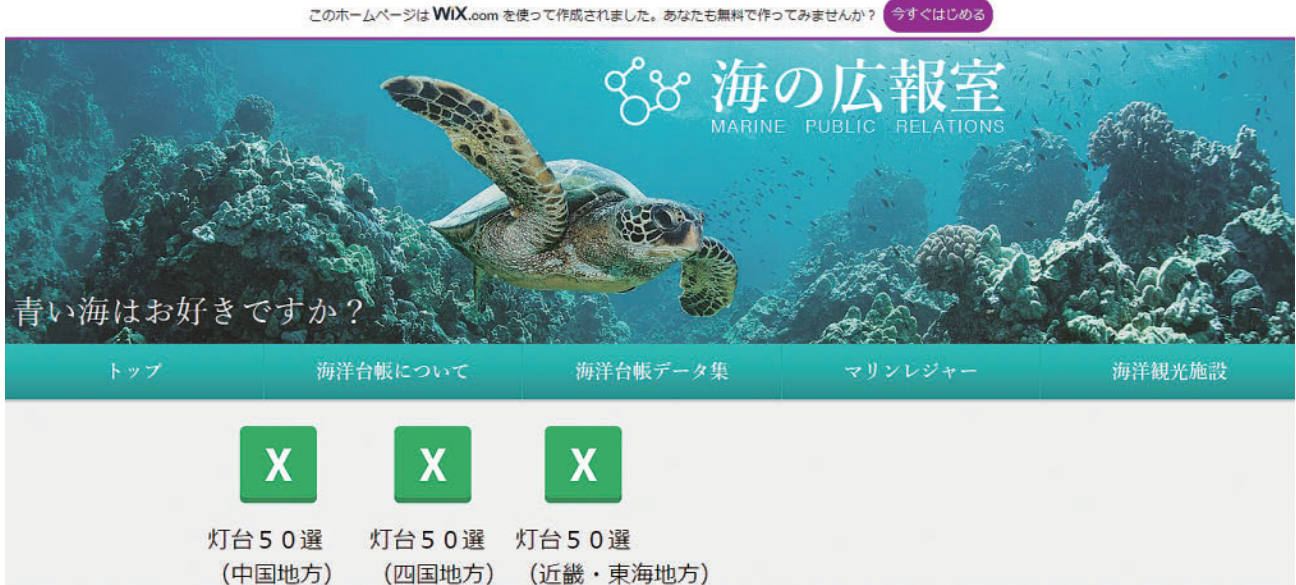 このホームページは WiX.com を使って作成されました。あなたも無料で作ってみませんか? 今すぐはじめる
海の広報室
MARINE PUBLIC RELATIONS
青い海はお好きですか?
トップ 海洋台帳について 海洋台帳データ集 マリンレジャー 海洋観光施設
X X X
灯台50選 灯台50選 灯台50選
(中国地方) (四国地方) (近畿・東海地方)